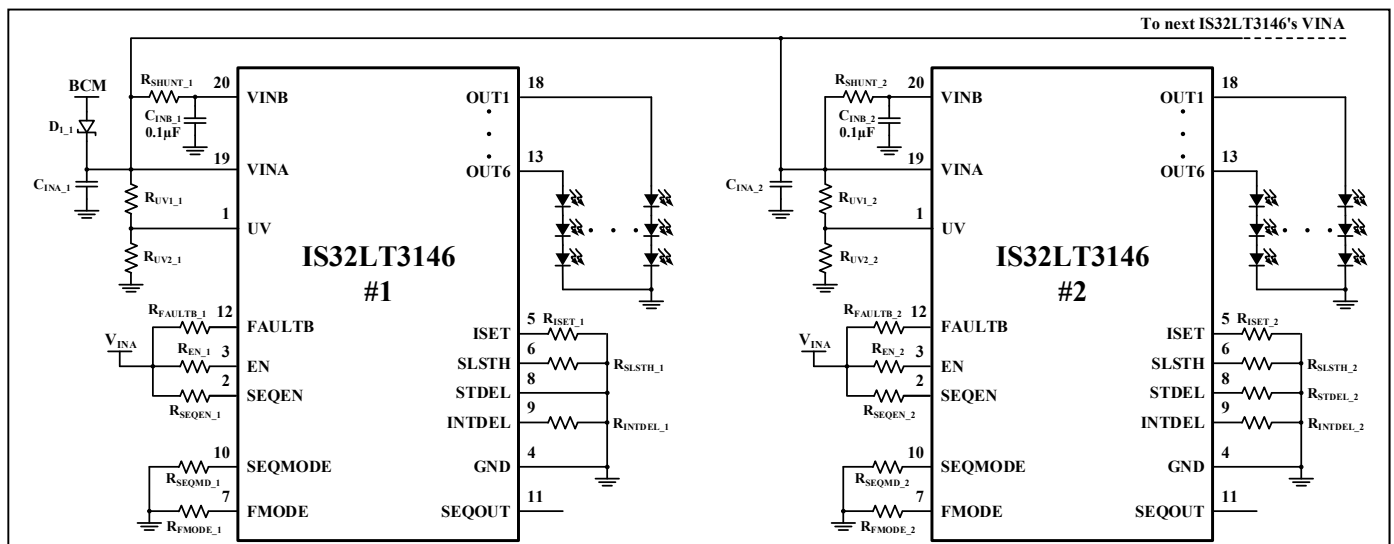 To next IS32LT3146's VINA
BCM
D1_1
CINA_1
RSHUNT_1
CINB_1
0.1µF
RUV1_1
RUV2_1
20
VINB
19
VINA
1
UV
IS32LT3146
#1
OUT1
18
OUT6
13
VINA
RFAULTB_1
12
FAULTB
REN_1
3
EN
2
SEQEN
RSEQEN_1
10
SEQMODE
RSEQMD_1
7
FMODE
RFMODE_1
ISET
5
RISET_1
SLSTH
6
RSLSTH_1
STDEL
8
INTDEL
9
RINTDEL_1
GND
4
SEQOUT
11
CINA_2
RSHUNT_2
CINB_2
0.1µF
RUV1_2
RUV2_2
20
VINB
19
VINA
1
UV
IS32LT3146
#2
OUT1
18
OUT6
13
VINA
RFAULTB_2
12
FAULTB
REN_2
3
EN
2
SEQEN
RSEQEN_2
10
SEQMODE
RSEQMD_2
7
FMODE
RFMODE_2
ISET
5
RISET_2
SLSTH
6
RSLSTH_2
STDEL
8
RSTDEL_2
INTDEL
9
RINTDEL_2
GND
4
SEQOUT
11